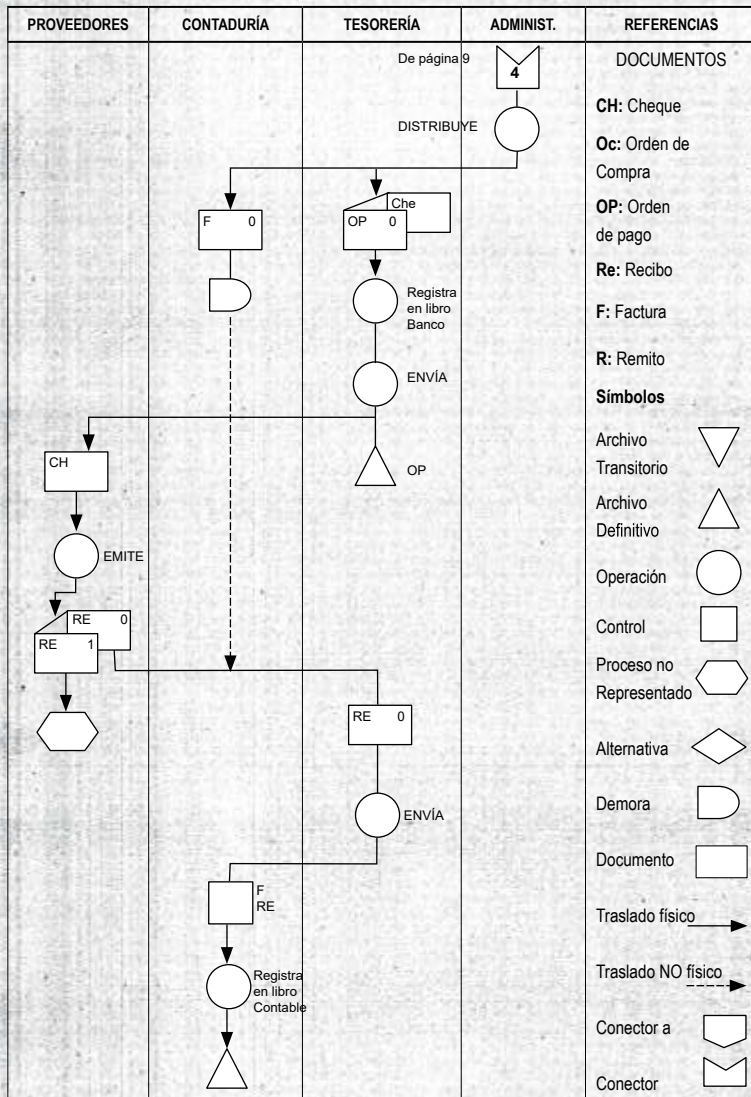 PROVEEDORES
CONTADURÍA
TESORERÍA
ADMINIST.
REFERENCIAS
De página 9
4
DISTRIBUYE
F 0
Che
OP 0
Registra
en libro
Banco
ENVÍA
CH
OP
EMITE
RE 0
RE 1
RE 0
ENVÍA
F
RE
Registra
en libro
Contable
DOCUMENTOS
CH: Cheque
Oc: Orden de
Compra
OP: Orden
de pago
Re: Recibo
F: Factura
R: Remito
Símbolos
Archivo
Transitorio
Archivo
Definitivo
Operación
Control
Proceso no
Representado
Alternativa
Demora
Documento
Traslado físico
Traslado NO físico
Conector a
Conector